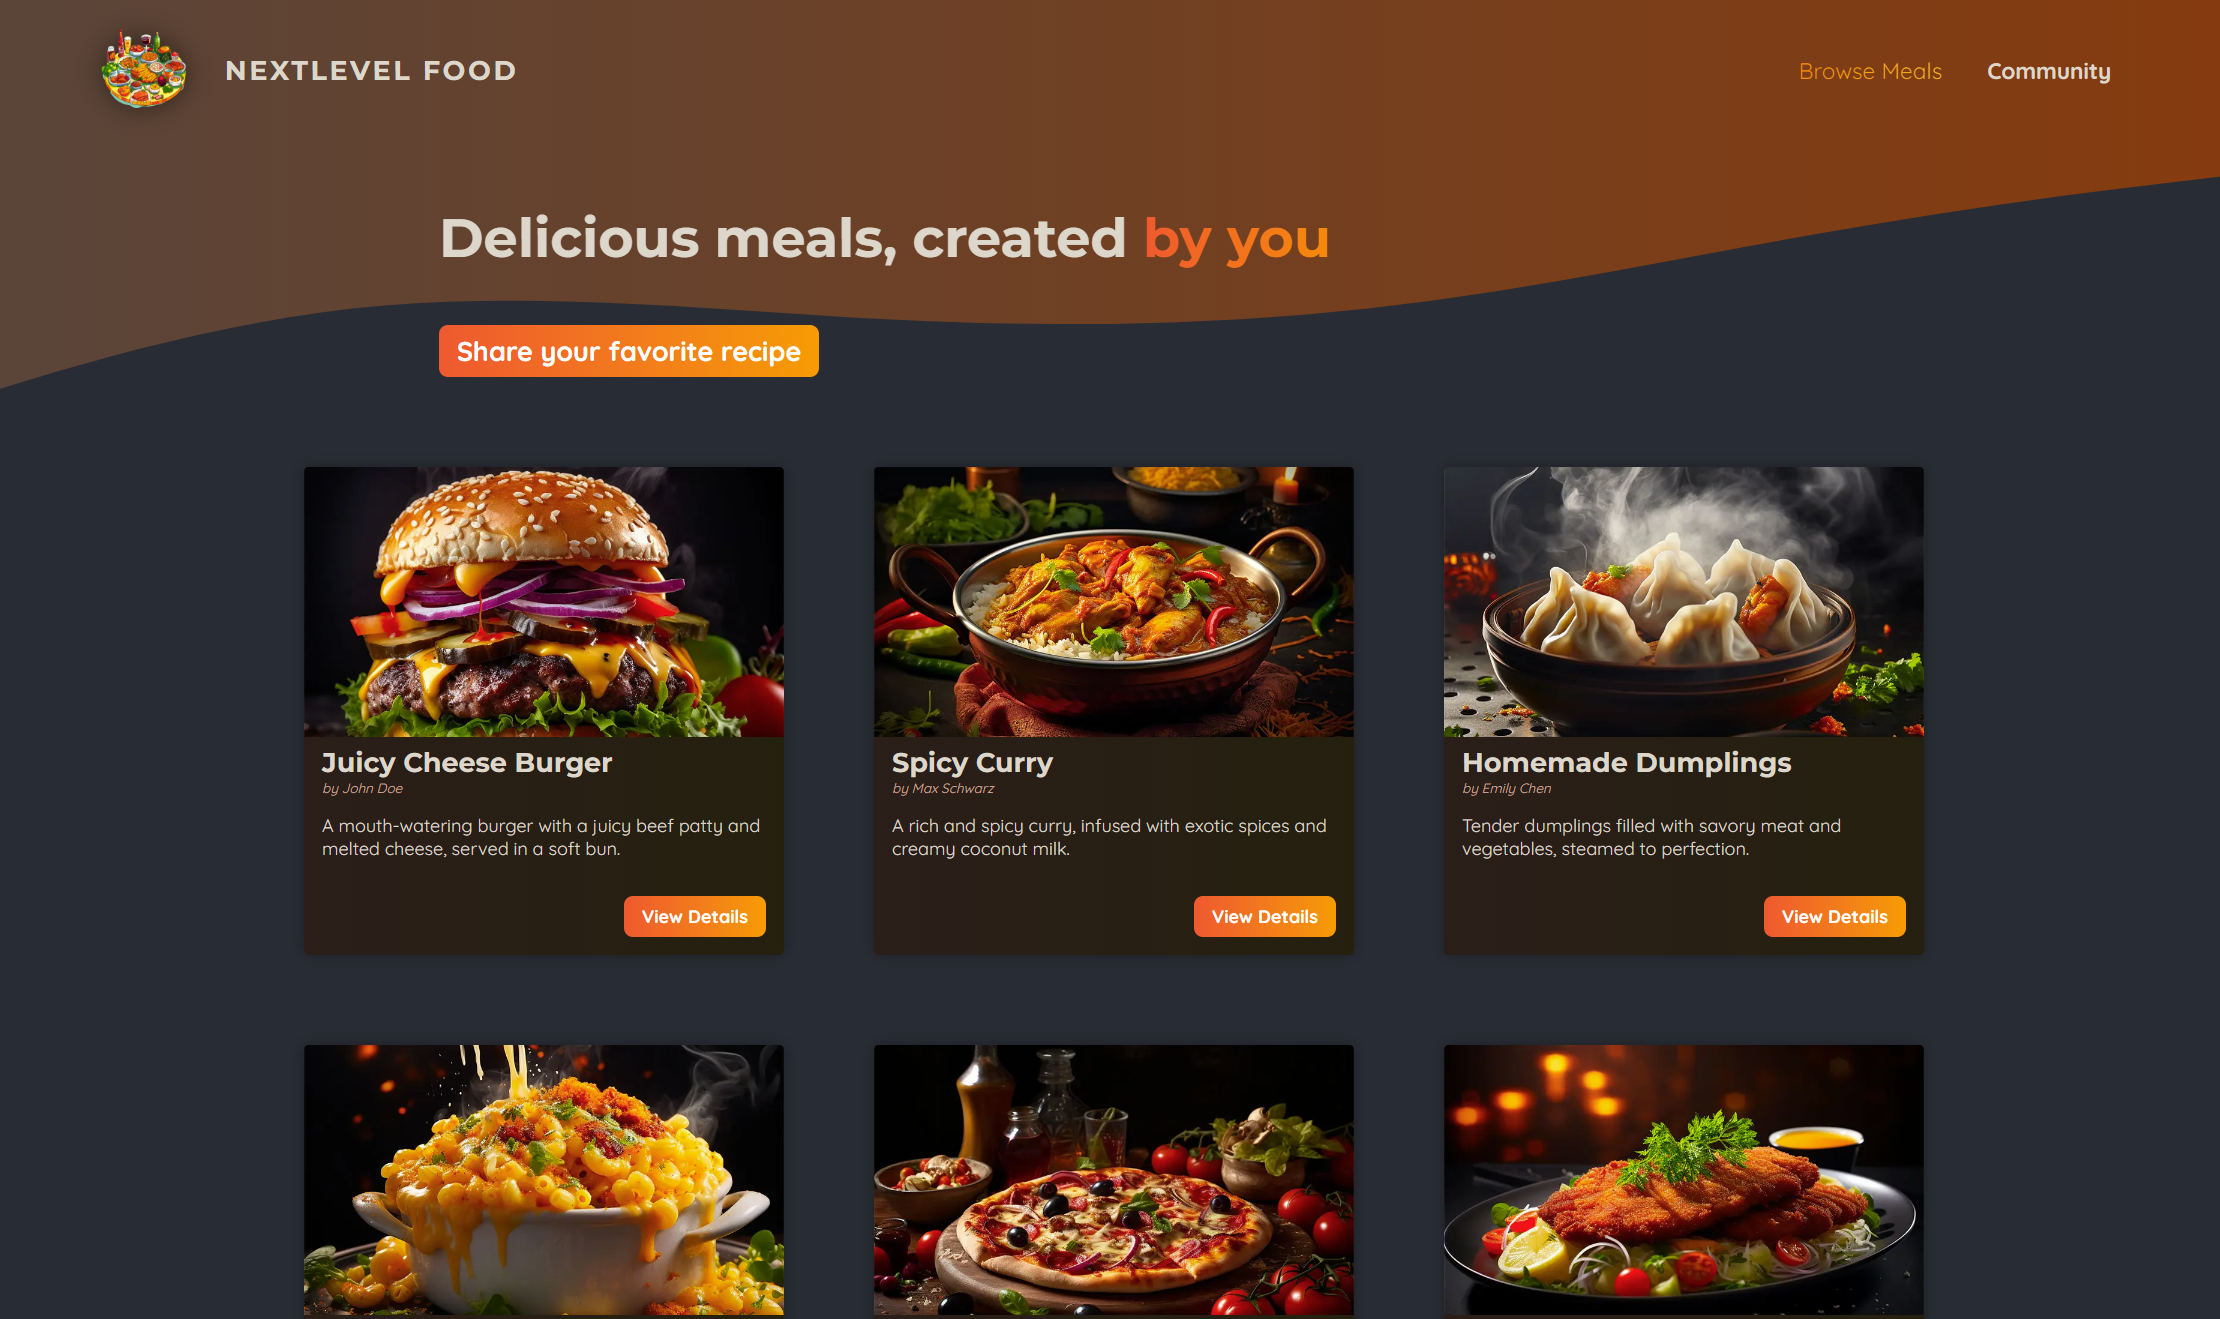 NEXTLEVEL FOOD
Browse Meals
Community
Delicious meals, created by you
Share your favorite recipe
Juicy Cheese Burger
by John Doe
A mouth-watering burger with a juicy beef patty and
melted cheese, served in a soft bun.
View Details
Spicy Curry
by Max Schwarz
A rich and spicy curry, infused with exotic spices and
creamy coconut milk.
View Details
Homemade Dumplings
by Emily Chen
Tender dumplings filled with savory meat and
vegetables, steamed to perfection.
View Details